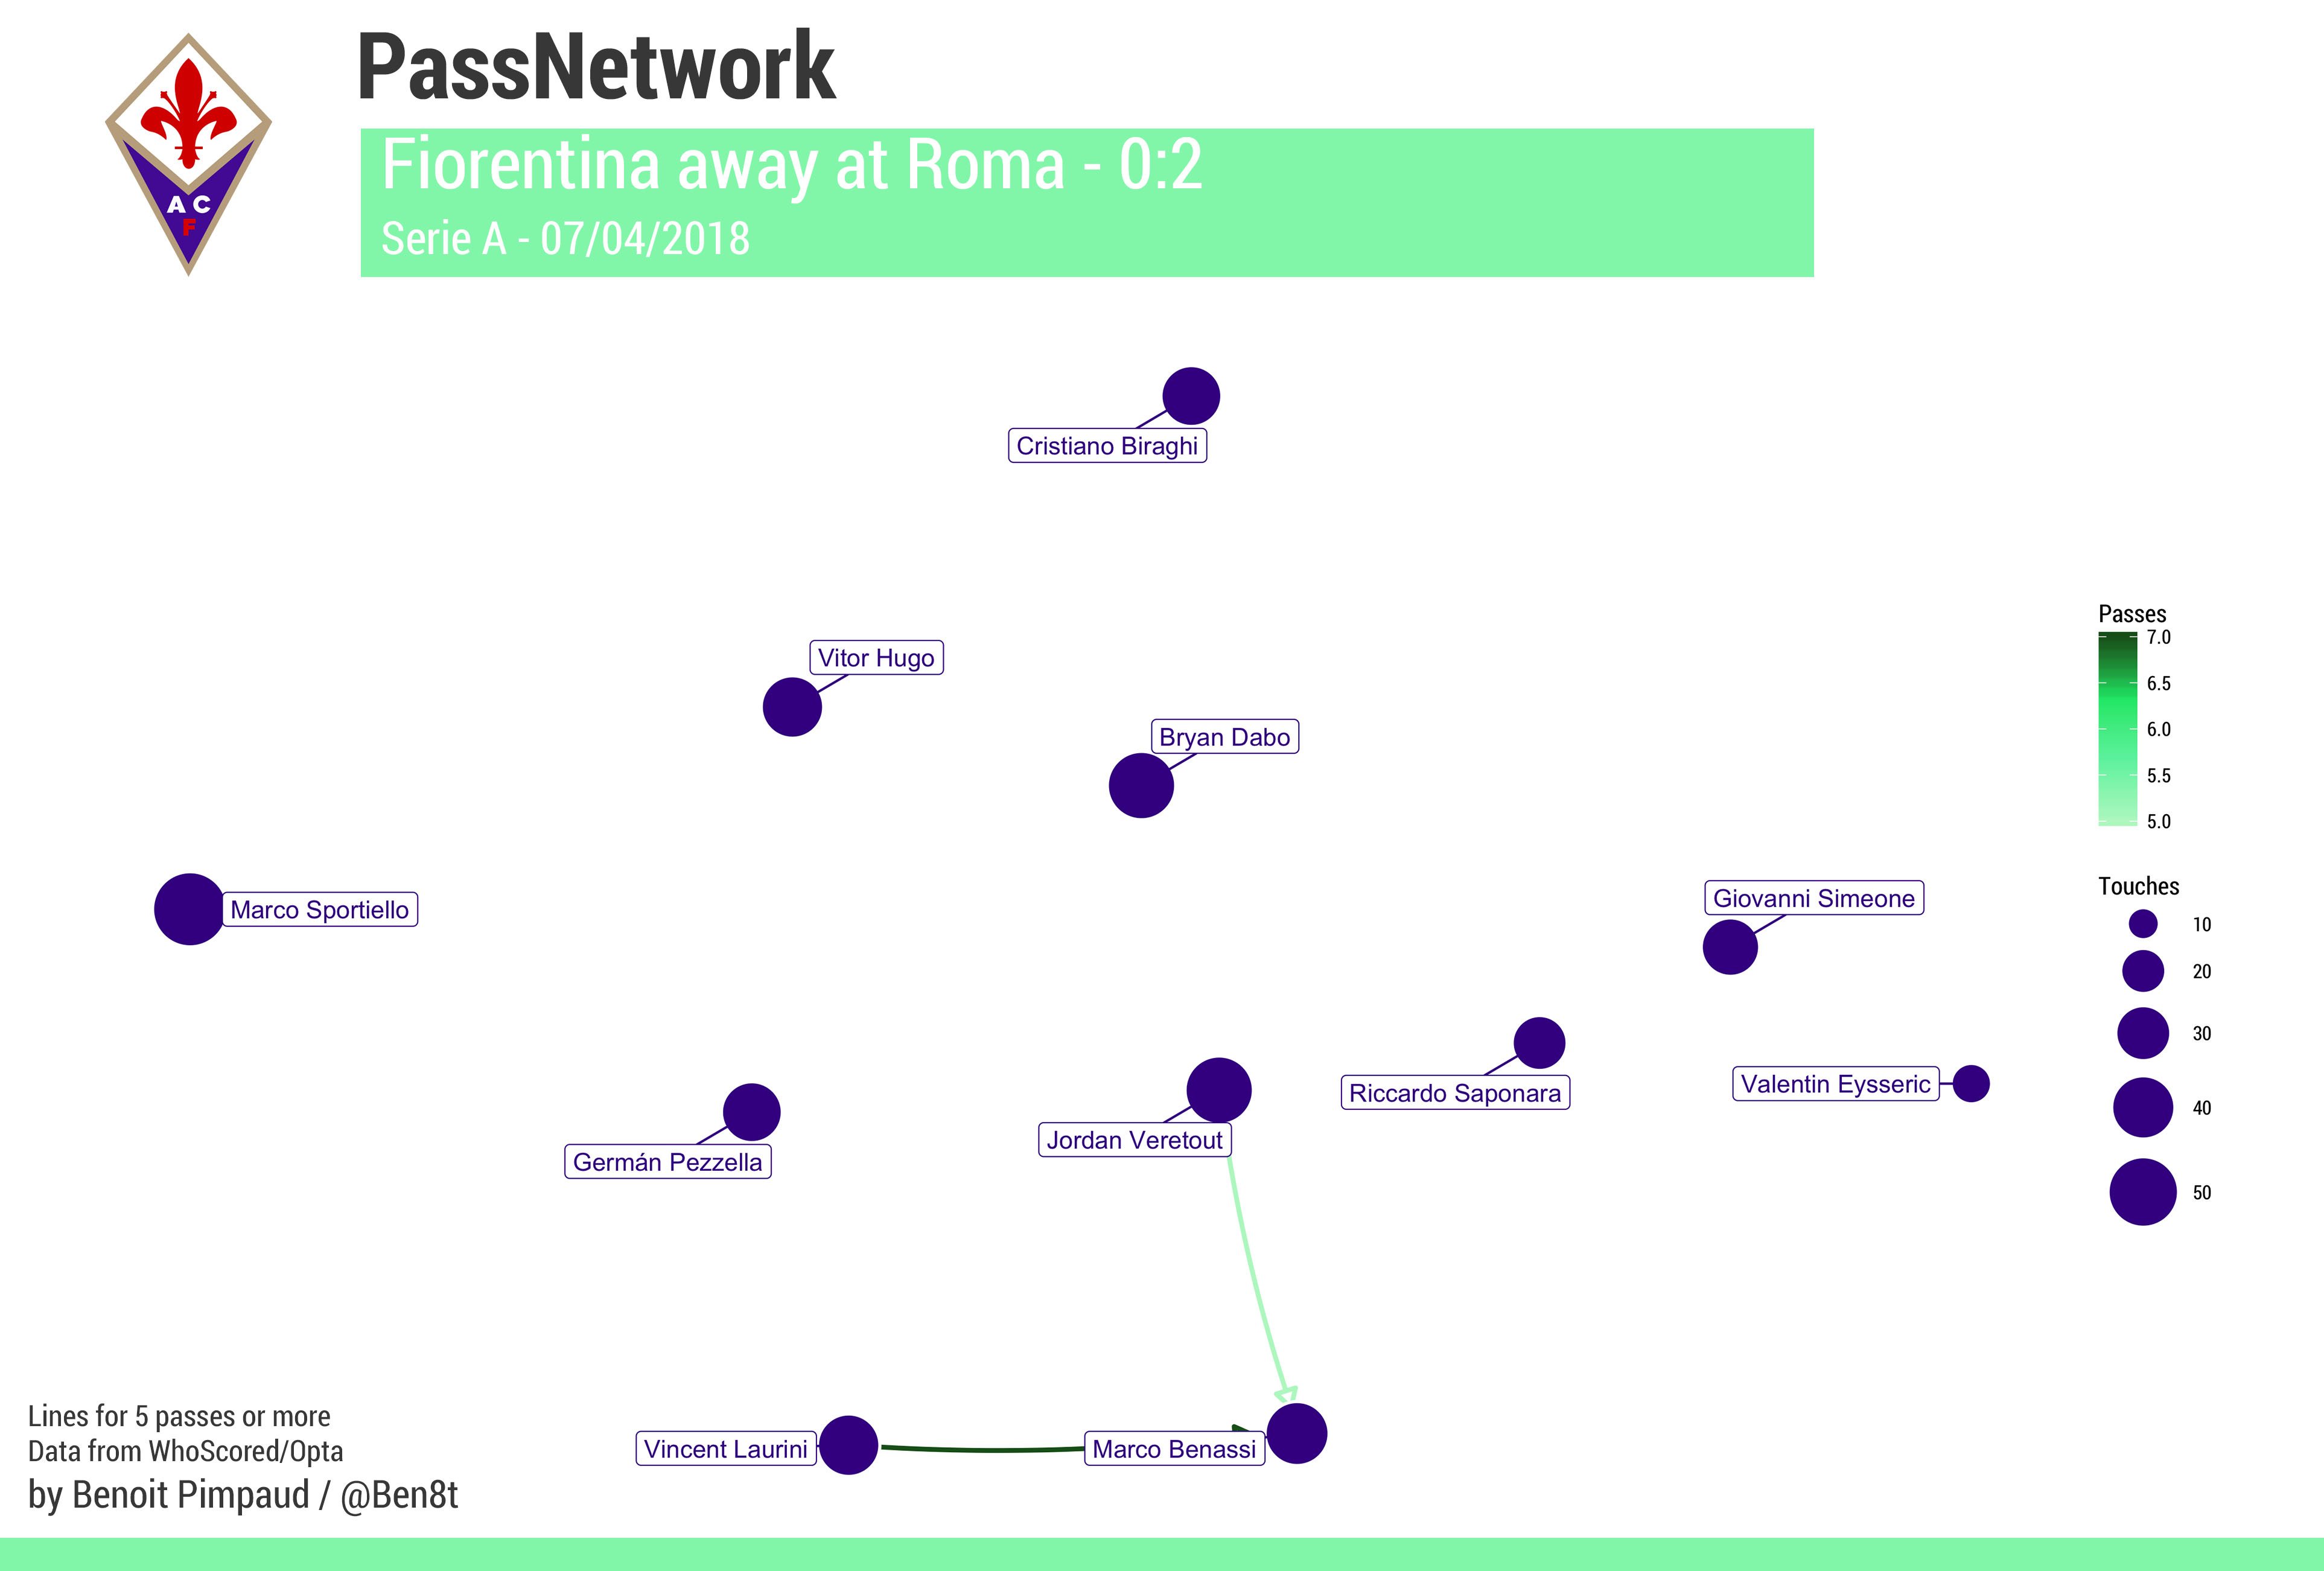 PassNetwork
Fiorentina away at Roma - 0:2
Serie A - 07/04/2018
A C
F
Cristiano Biraghi
Vitor Hugo
Bryan Dabo
Marco Sportiello
Giovanni Simeone
Riccardo Saponara
Valentin Eysseric
Jordan Veretout
Germán Pezzella
Vincent Laurini
Marco Benassi
Passes
7.0
6.5
6.0
5.5
5.0
Touches
10
20
30
40
50
Lines for 5 passes or more
Data from WhoScored/Opta
by Benoit Pimpaud / @Ben8t